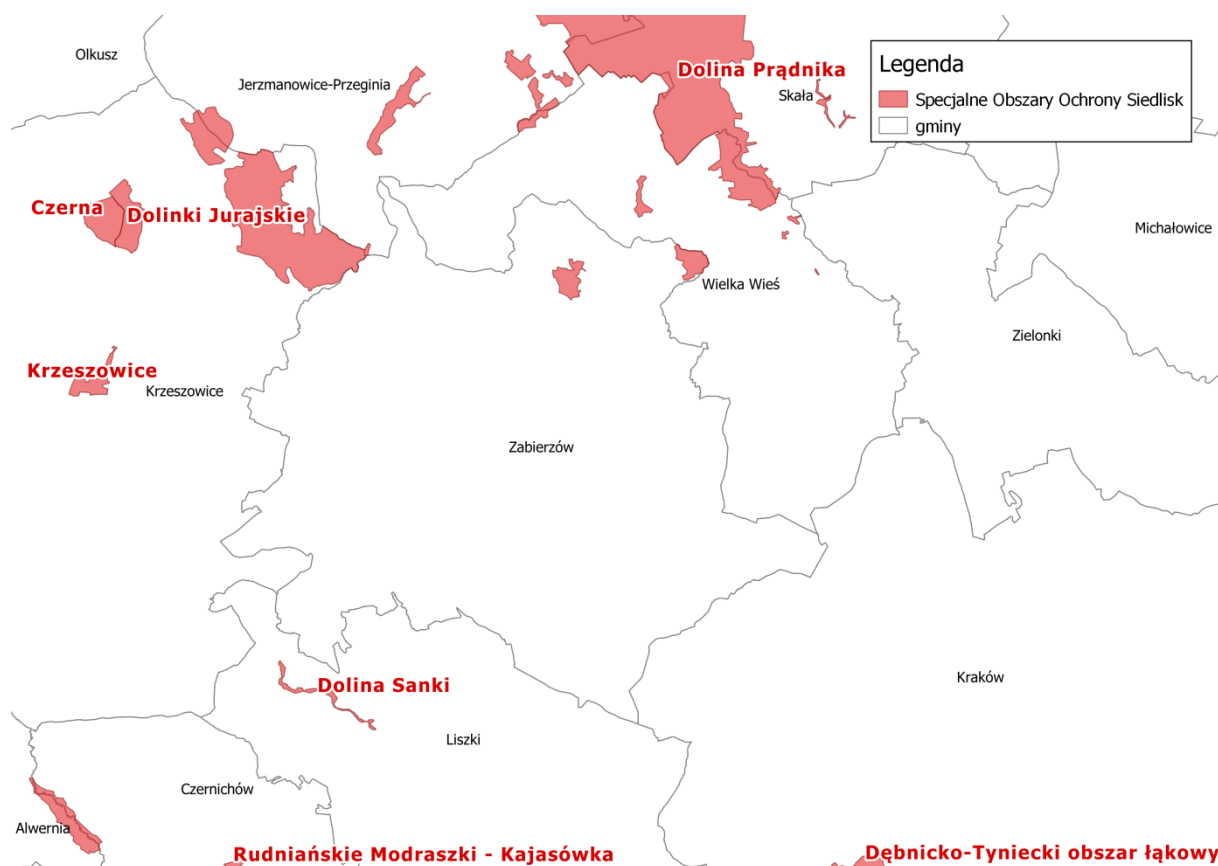 Olkusz
Jerzmanowice-Przeginia
Dolina Prądnika
Skała
Legenda
Specjalne Obszary Ochrony Siedlisk
gminy
Czerna
Dolinki Jurajskie
Michałowice
Wielka Wieś
Zielonki
Krzeszowice
Krzeszowice
Zabierzów
Dolina Sanki
Kraków
Liszki
Czernichów
Alwernia
Rudniańskie Modraszki - Kajasówka
Dębnicko-Tyniecki obszar łąkowy